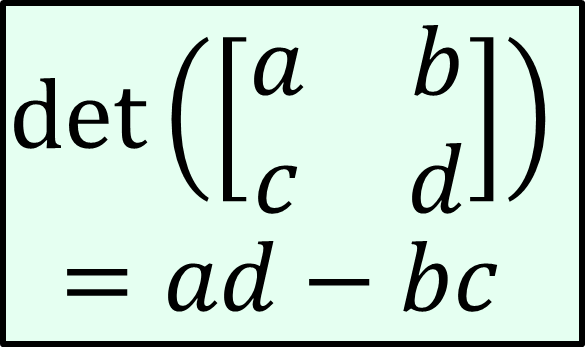 det([a b
c d])
= ad − bc